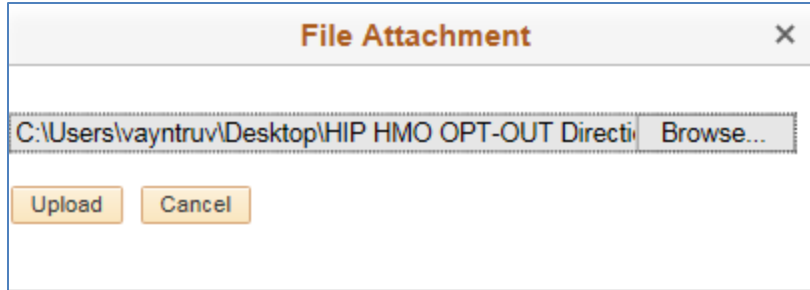 File Attachment ×
C:\Users\vayntruv\Desktop\HIP HMO OPT-OUT Directi Browse...
Upload Cancel